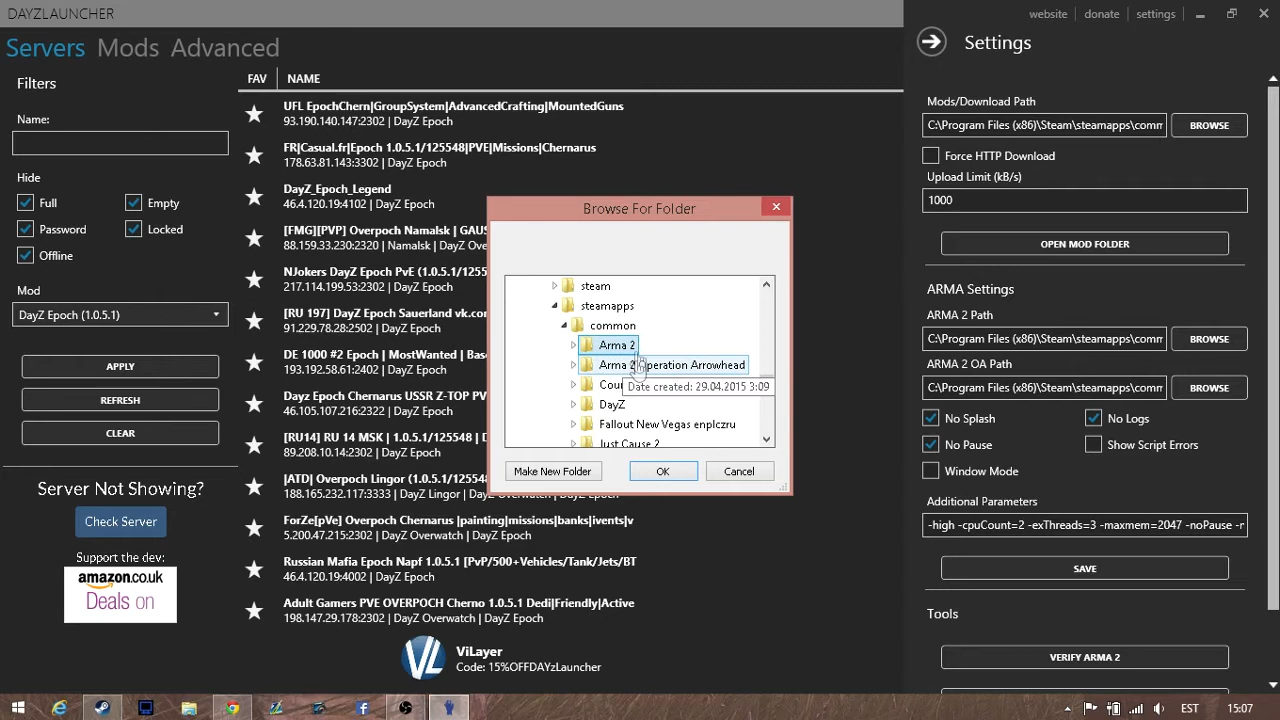 DAYZLAUNCHER
website
donate
settings
Servers Mods Advanced
Filters
Name:
Hide
Full
Empty
Password
Locked
Offline
Mod
DayZ Epoch (1.0.5.1)
APPLY
REFRESH
CLEAR
Server Not Showing?
Check Server
Support the dev:
amazon.co.uk
Deals on
FAV
NAME
UFL EpochChern|GroupSystem|AdvancedCrafting|MountedGuns
93.190.140.147:2302 | DayZ Epoch
FR|Casual.fr|Epoch 1.0.5.1/125548|PVE|Missions|Chernarus
178.63.81.143:3302 | DayZ Epoch
DayZ_Epoch_Legend
46.4.120.19:4102 | DayZ Epoch
[FMG][PVP] Overpoch Namalsk | GAUS
88.159.33.230:2320 | Namalsk | DayZ Ove
NJokers DayZ Epoch PvE (1.0.5.1/1255
217.114.199.53:2302 | DayZ Epoch
[RU 197] DayZ Epoch Sauerland vk.com
91.229.78.28:2502 | DayZ Epoch
DE 1000 #2 Epoch | MostWanted | Base
193.192.58.61:2402 | DayZ Epoch
Dayz Epoch Chernarus USSR Z-TOP PV
46.105.107.216:2322 | DayZ Epoch
[RU14] RU 14 MSK | 1.0.5.1/125548 |
89.208.10.14:2302 | DayZ Epoch
|ATD| Overpoch Lingor (1.0.5.1/12554
188.165.232.117:3333 | DayZ Lingor | DayZ Epoch
ForZe[pVe] Overpoch Chernarus |painting|missions|banks|ivents|v
5.200.47.215:2302 | DayZ Overwatch | DayZ Epoch
Russian Mafia Epoch Napf 1.0.5.1 [PvP/500+Vehicles/Tank/Jets/BT
46.4.120.19:4002 | DayZ Epoch
Adult Gamers PVE OVERPOCH Cherno 1.0.5.1 Dedi|Friendly|Active
198.147.29.178:2302 | DayZ Overwatch | DayZ Epoch
ViLayer
Code: 15%OFFDAYzLauncher
Browse For Folder
steam
steamapps
common
Arma 2
Arma 2 Operation Arrowhead
Cou
Date created: 29.04.2015 3:09
DayZ
Fallout New Vegas enplczru
Just Cause 2
Make New Folder
OK
Cancel
Settings
Mods/Download Path
C:\Program Files (x86)\Steam\steamapps\comm
BROWSE
Force HTTP Download
Upload Limit (kB/s)
1000
OPEN MOD FOLDER
ARMA Settings
ARMA 2 Path
C:\Program Files (x86)\Steam\steamapps\comm
BROWSE
ARMA 2 OA Path
C:\Program Files (x86)\Steam\steamapps\comm
BROWSE
No Splash
No Logs
No Pause
Show Script Errors
Window Mode
Additional Parameters
-high -cpuCount=2 -exThreads=3 -maxmem=2047 -noPause -r
SAVE
Tools
VERIFY ARMA 2
EST
15:07